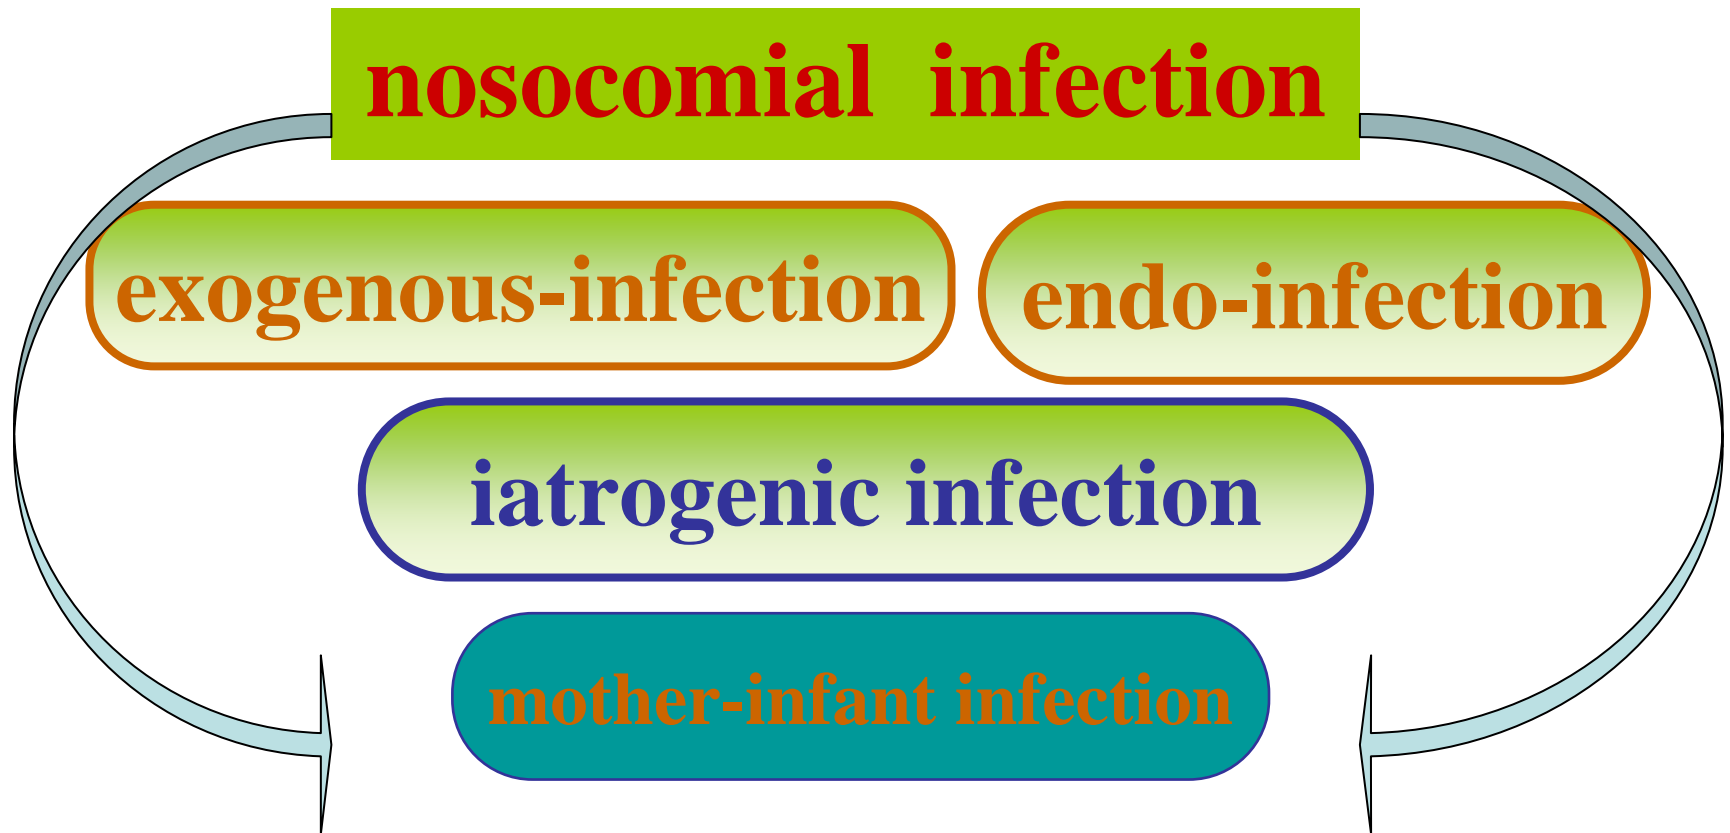 nosocomial infection
exogenous-infection
endo-infection
iatrogenic infection
mother-infant infection